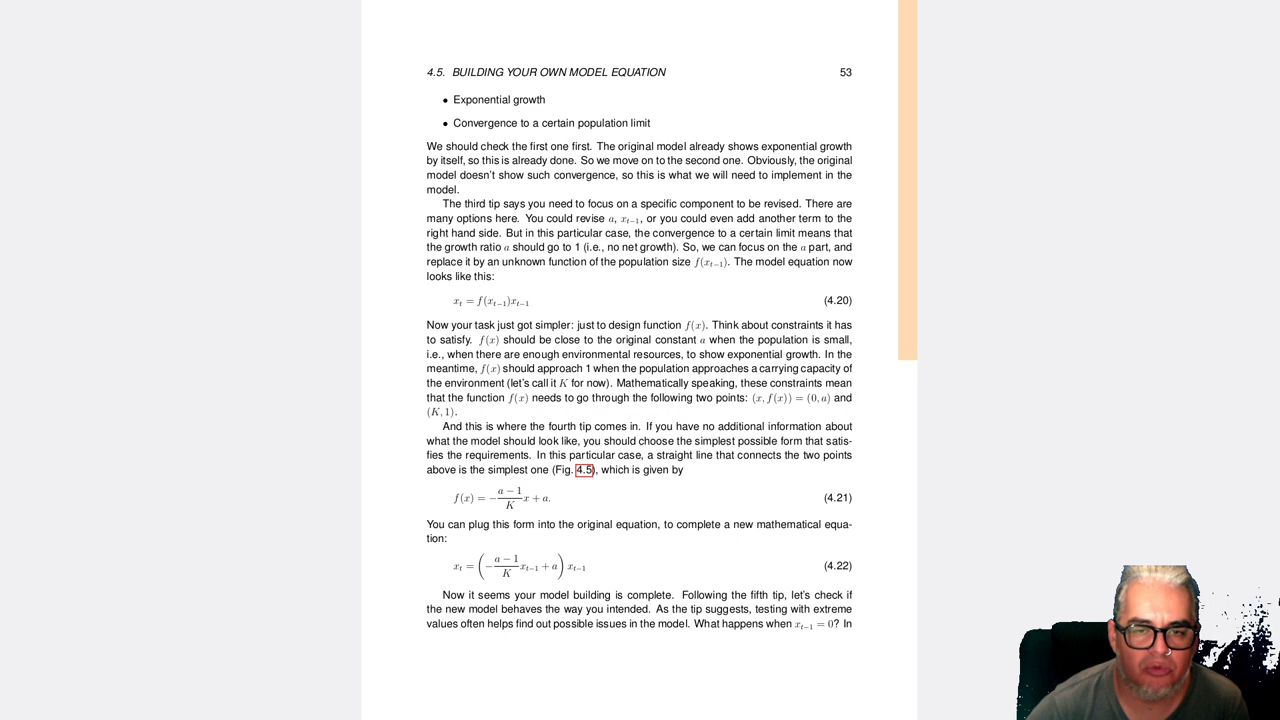 4.5. BUILDING YOUR OWN MODEL EQUATION 53
• Exponential growth
• Convergence to a certain population limit
We should check the first one first. The original model already shows exponential growth
by itself, so this is already done. So we move on to the second one. Obviously, the original
model doesn't show such convergence, so this is what we will need to implement in the
model.
The third tip says you need to focus on a specific component to be revised. There are
many options here. You could revise a, xₜ₋₁, or you could even add another term to the
right hand side. But in this particular case, the convergence to a certain limit means that
the growth ratio a should go to 1 (i.e., no net growth). So, we can focus on the a part, and
replace it by an unknown function of the population size f(xₜ₋₁). The model equation now
looks like this:
xₜ = f(xₜ₋₁)xₜ₋₁ (4.20)
Now your task just got simpler: just to design function f(x). Think about constraints it has
to satisfy. f(x) should be close to the original constant a when the population is small,
i.e., when there are enough environmental resources, to show exponential growth. In the
meantime, f(x) should approach 1 when the population approaches a carrying capacity of
the environment (let's call it K for now). Mathematically speaking, these constraints mean
that the function f(x) needs to go through the following two points: (x, f(x)) = (0, a) and
(K, 1).
And this is where the fourth tip comes in. If you have no additional information about
what the model should look like, you should choose the simplest possible form that satis-
fies the requirements. In this particular case, a straight line that connects the two points
above is the simplest one (Fig. 4.5), which is given by
f(x) = −(a − 1)/K x + a. (4.21)
You can plug this form into the original equation, to complete a new mathematical equa-
tion:
xₜ = (−(a − 1)/K xₜ₋₁ + a) xₜ₋₁ (4.22)
Now it seems your model building is complete. Following the fifth tip, let's check if
the new model behaves the way you intended. As the tip suggests, testing with extreme
values often helps find out possible issues in the model. What happens when xₜ₋₁ = 0? In